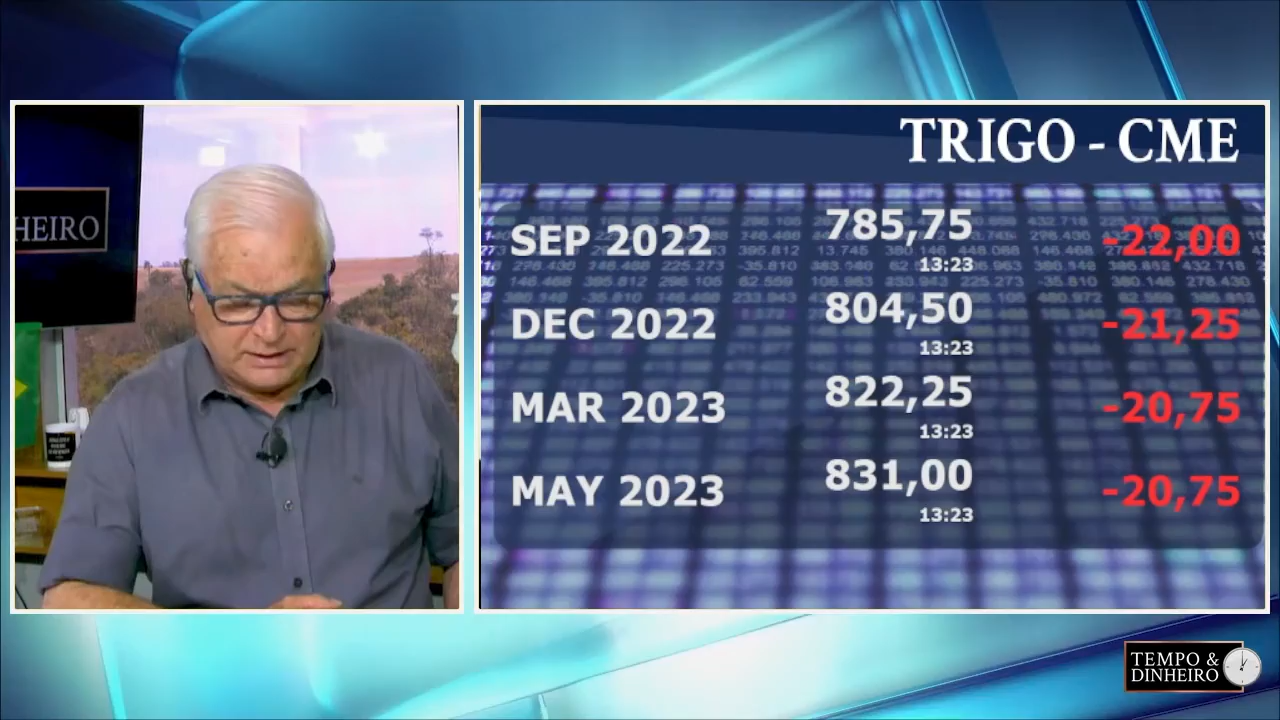 HEIRO
TRIGO - CME
SEP 2022 785,75 -22,00
13:23
DEC 2022 804,50 -21,25
13:23
MAR 2023 822,25 -20,75
13:23
MAY 2023 831,00 -20,75
13:23
TEMPO &
DINHEIRO